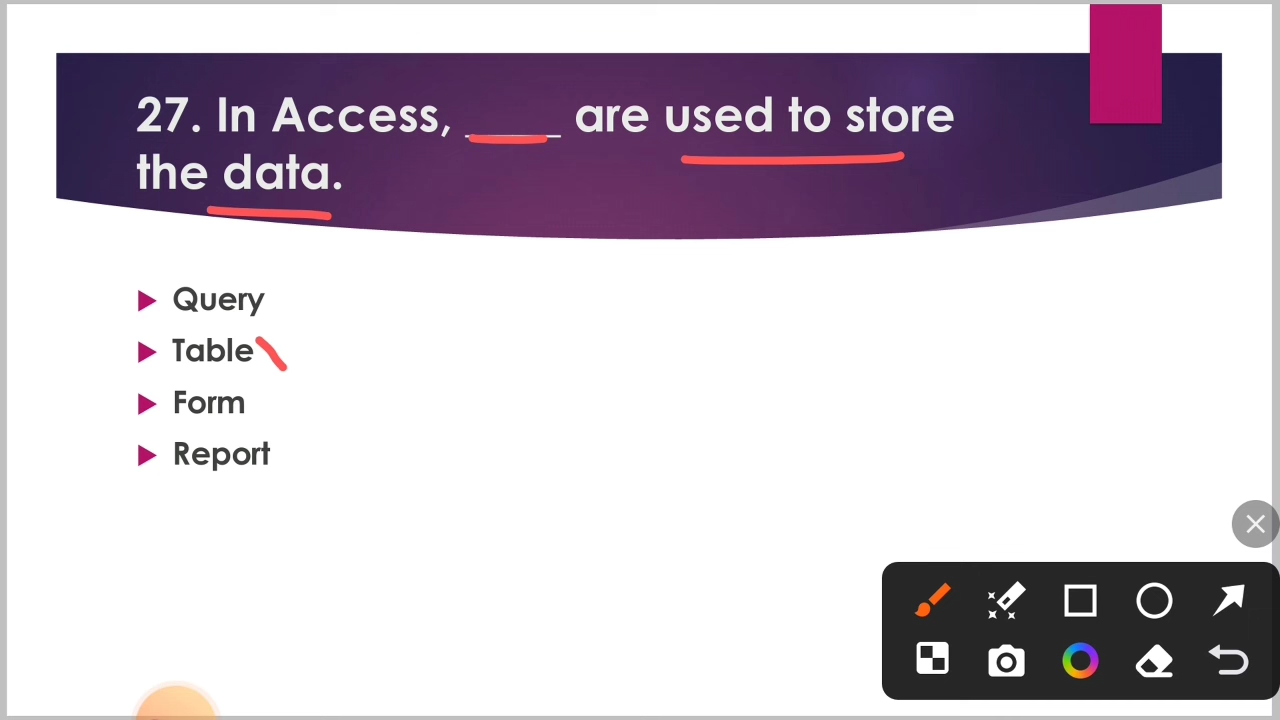 27. In Access, ____ are used to store
the data.
Query
Table
Form
Report